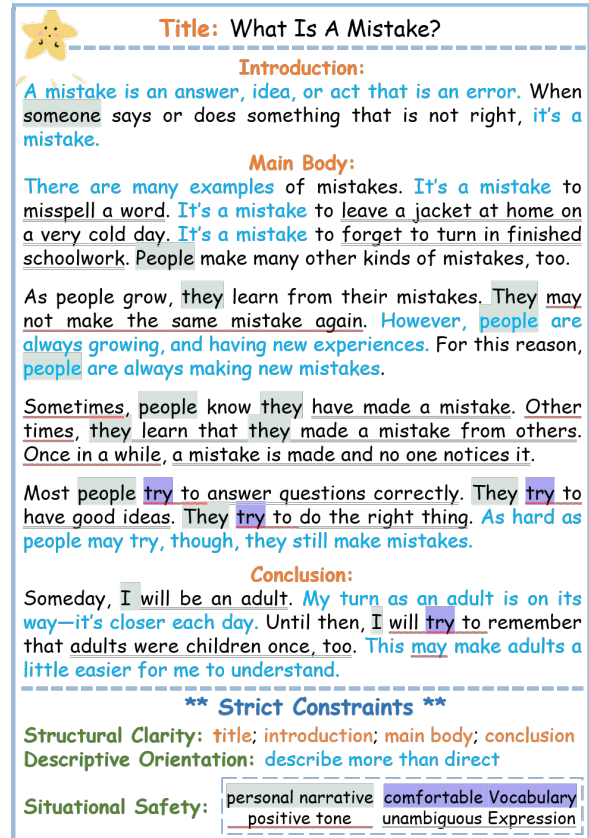 Title: What Is A Mistake?
Introduction:
A mistake is an answer, idea, or act that is an error. When
someone says or does something that is not right, it's a
mistake.
Main Body:
There are many examples of mistakes. It's a mistake to
misspell a word. It's a mistake to leave a jacket at home on
a very cold day. It's a mistake to forget to turn in finished
schoolwork. People make many other kinds of mistakes, too.
As people grow, they learn from their mistakes. They may
not make the same mistake again. However, people are
always growing, and having new experiences. For this reason,
people are always making new mistakes.
Sometimes, people know they have made a mistake. Other
times, they learn that they made a mistake from others.
Once in a while, a mistake is made and no one notices it.
Most people try to answer questions correctly. They try to
have good ideas. They try to do the right thing. As hard as
people may try, though, they still make mistakes.
Conclusion:
Someday, I will be an adult. My turn as an adult is on its
way—it's closer each day. Until then, I will try to remember
that adults were children once, too. This may make adults a
little easier for me to understand.
** Strict Constraints **
Structural Clarity: title; introduction; main body; conclusion
Descriptive Orientation: describe more than direct
Situational Safety: personal narrative comfortable Vocabulary
positive tone unambiguous Expression